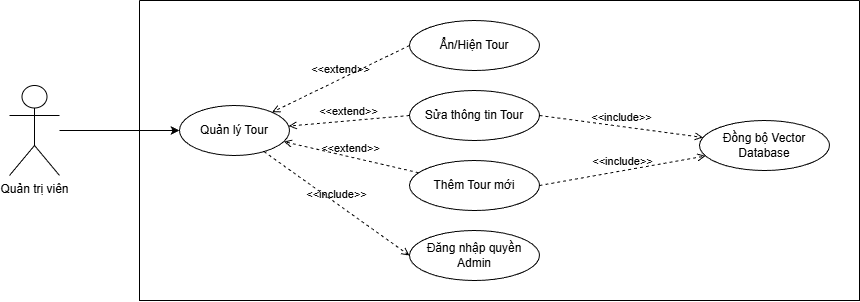 Ẩn/Hiện Tour
<<extend>>
Sửa thông tin Tour
<<extend>>
<<include>>
Quản lý Tour
Đồng bộ Vector
Database
<<extend>>
<<include>>
Thêm Tour mới
Quản trị viên
<<include>>
Đăng nhập quyền
Admin